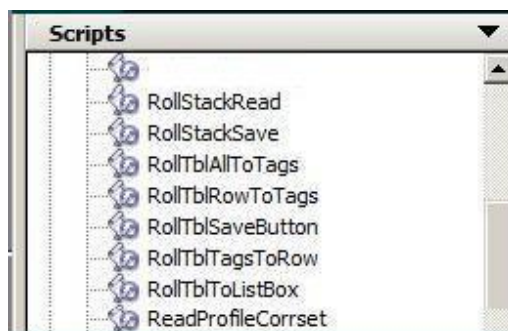 Scripts
RollStackRead
RollStackSave
RollTblAllToTags
RollTblRowToTags
RollTblSaveButton
RollTblTagsToRow
RollTblToListBox
ReadProfileCorrset